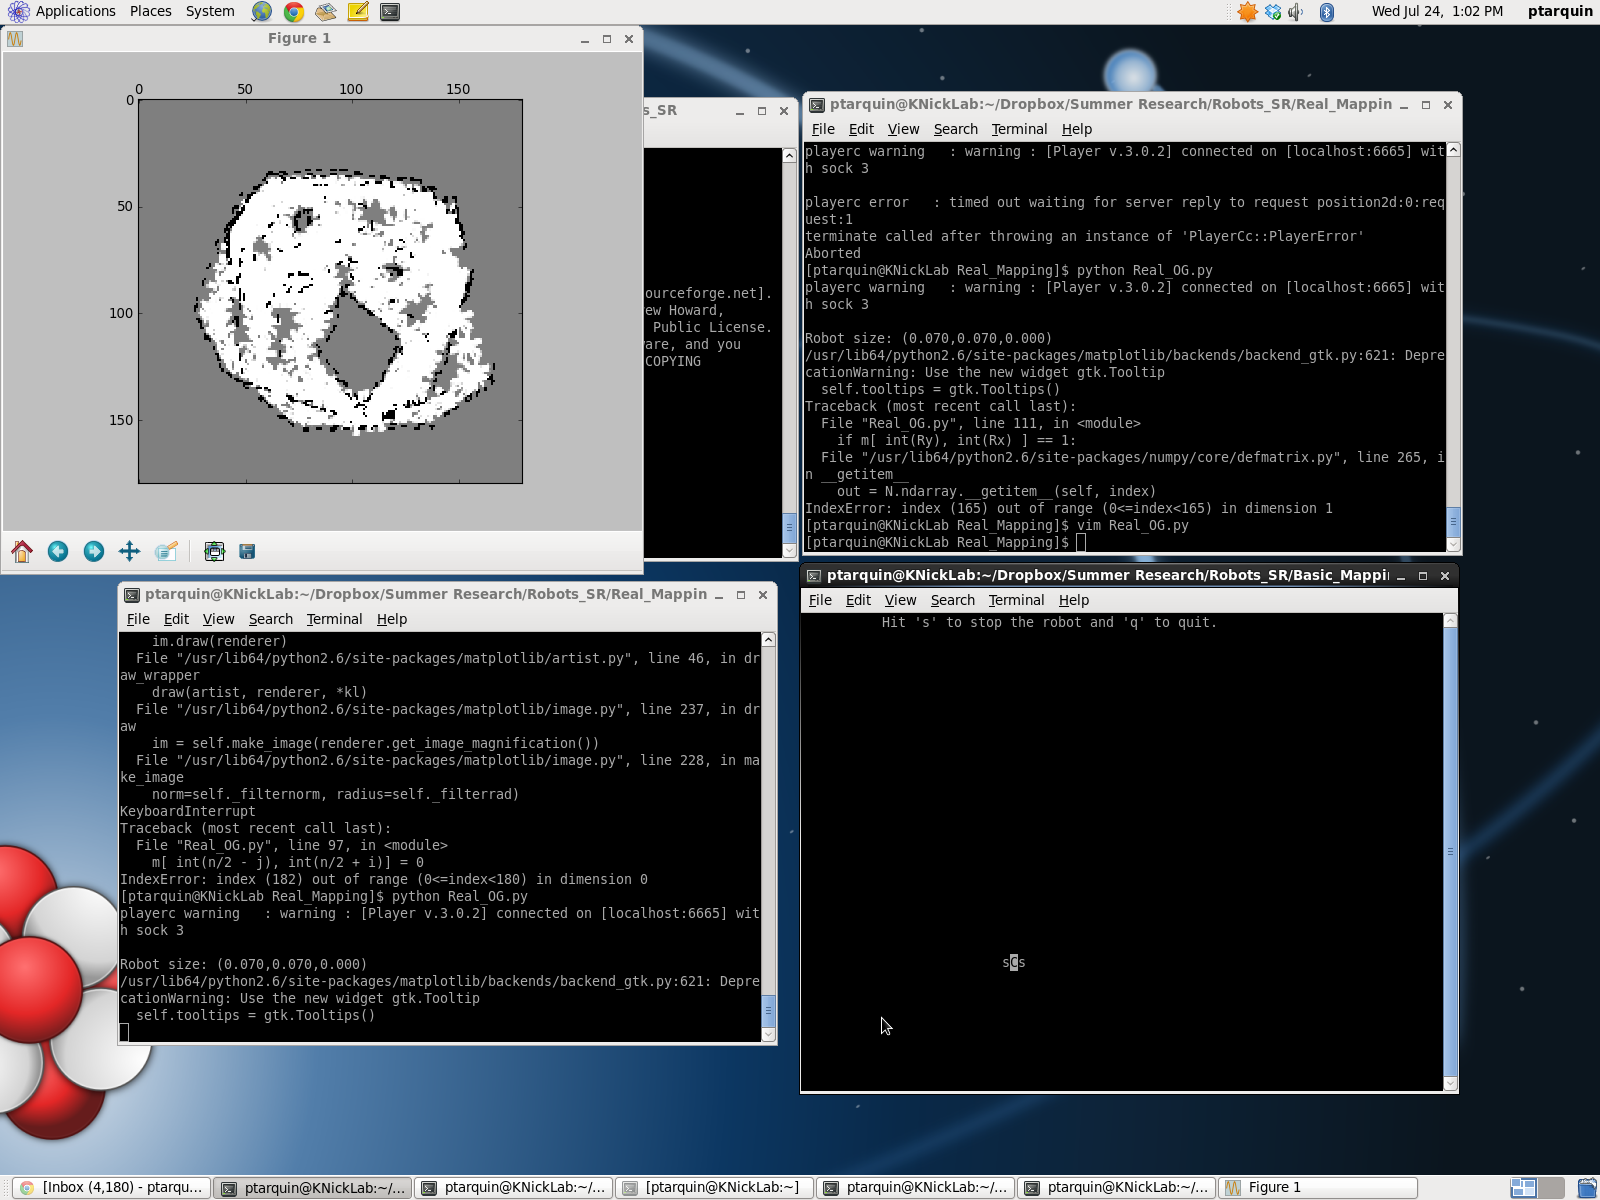 Applications Places System
Wed Jul 24, 1:02 PM ptarquin
Figure 1
0 50 100 150
0
50
100
150
s_SR
ourceforge.net].
ew Howard,
Public License.
are, and you
COPYING
ptarquin@KNickLab:~/Dropbox/Summer Research/Robots_SR/Real_Mappin
File Edit View Search Terminal Help
playerc warning   : warning : [Player v.3.0.2] connected on [localhost:6665] wit
h sock 3
playerc error   : timed out waiting for server reply to request position2d:0:req
uest:1
terminate called after throwing an instance of 'PlayerCc::PlayerError'
Aborted
[ptarquin@KNickLab Real_Mapping]$ python Real_OG.py
playerc warning   : warning : [Player v.3.0.2] connected on [localhost:6665] wit
h sock 3
Robot size: (0.070,0.070,0.000)
/usr/lib64/python2.6/site-packages/matplotlib/backends/backend_gtk.py:621: Depre
cationWarning: Use the new widget gtk.Tooltip
  self.tooltips = gtk.Tooltips()
Traceback (most recent call last):
  File "Real_OG.py", line 111, in <module>
    if m[ int(Ry), int(Rx) ] == 1:
  File "/usr/lib64/python2.6/site-packages/numpy/core/defmatrix.py", line 265, i
n __getitem__
    out = N.ndarray.__getitem__(self, index)
IndexError: index (165) out of range (0<=index<165) in dimension 1
[ptarquin@KNickLab Real_Mapping]$ vim Real_OG.py
[ptarquin@KNickLab Real_Mapping]$
ptarquin@KNickLab:~/Dropbox/Summer Research/Robots_SR/Real_Mappin
File Edit View Search Terminal Help
    im.draw(renderer)
  File "/usr/lib64/python2.6/site-packages/matplotlib/artist.py", line 46, in dr
aw_wrapper
    draw(artist, renderer, *kl)
  File "/usr/lib64/python2.6/site-packages/matplotlib/image.py", line 237, in dr
aw
    im = self.make_image(renderer.get_image_magnification())
  File "/usr/lib64/python2.6/site-packages/matplotlib/image.py", line 228, in ma
ke_image
    norm=self._filternorm, radius=self._filterrad)
KeyboardInterrupt
Traceback (most recent call last):
  File "Real_OG.py", line 97, in <module>
    m[ int(n/2 - j), int(n/2 + i)] = 0
IndexError: index (182) out of range (0<=index<180) in dimension 0
[ptarquin@KNickLab Real_Mapping]$ python Real_OG.py
playerc warning   : warning : [Player v.3.0.2] connected on [localhost:6665] wit
h sock 3
Robot size: (0.070,0.070,0.000)
/usr/lib64/python2.6/site-packages/matplotlib/backends/backend_gtk.py:621: Depre
cationWarning: Use the new widget gtk.Tooltip
  self.tooltips = gtk.Tooltips()
ptarquin@KNickLab:~/Dropbox/Summer Research/Robots_SR/Basic_Mappi
File Edit View Search Terminal Help
Hit 's' to stop the robot and 'q' to quit.
sCs
[Inbox (4,180) - ptarqu... ptarquin@KNickLab:~/... ptarquin@KNickLab:~/... [ptarquin@KNickLab:~] ptarquin@KNickLab:~/... ptarquin@KNickLab:~/... Figure 1